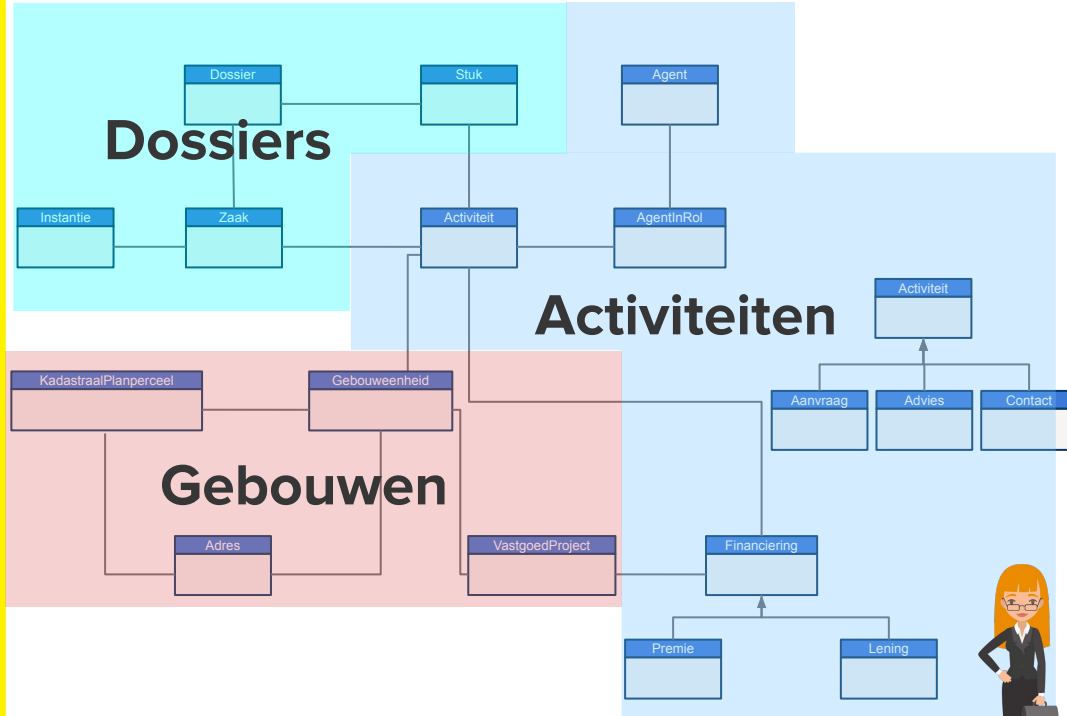 Dossier
Stuk
Agent
Dossiers
Instantie
Zaak
Activiteit
AgentInRol
Activiteit
Activiteiten
KadastraalPlanperceel
Gebouweenheid
Aanvraag
Advies
Contact
Gebouwen
Adres
VastgoedProject
Financiering
Premie
Lening